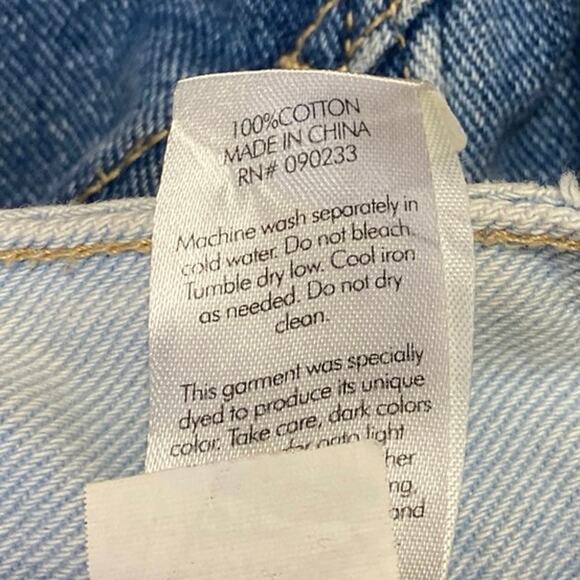 100%COTTON
MADE IN CHINA
RN# 090233
Machine wash separately in
cold water. Do not bleach.
Tumble dry low. Cool iron
as needed. Do not dry
clean.
This garment was specially
dyed to produce its unique
color. Take care, dark colors
onto light